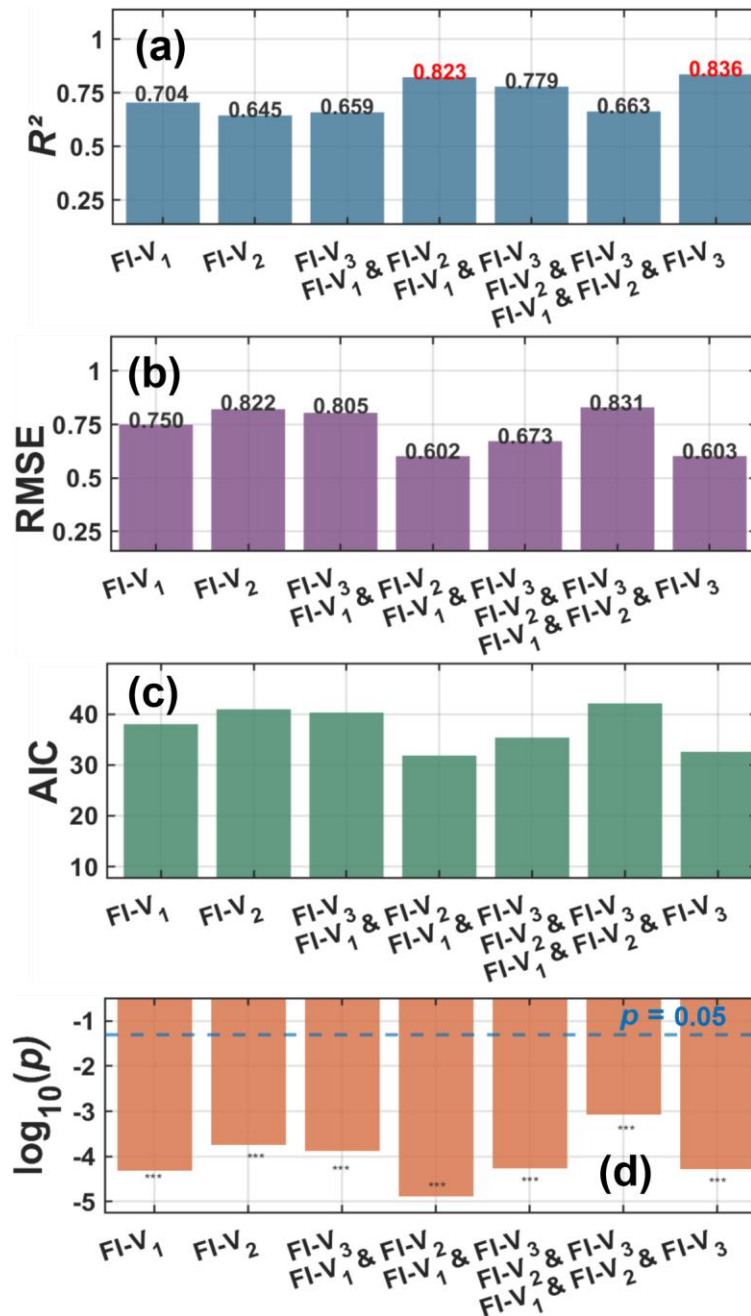 (a)
R²
1
0.75
0.5
0.25
0.704
0.645
0.659
0.823
0.779
0.663
0.836
FI-V₁
FI-V₂
FI-V₃
FI-V₁ & FI-V₂
FI-V₁ & FI-V₃
FI-V₂ & FI-V₃
FI-V₁ & FI-V₂ & FI-V₃
(b)
RMSE
1
0.75
0.5
0.25
0.750
0.822
0.805
0.602
0.673
0.831
0.603
FI-V₁
FI-V₂
FI-V₃
FI-V₁ & FI-V₂
FI-V₁ & FI-V₃
FI-V₂ & FI-V₃
FI-V₁ & FI-V₂ & FI-V₃
(c)
AIC
40
30
20
10
FI-V₁
FI-V₂
FI-V₃
FI-V₁ & FI-V₂
FI-V₁ & FI-V₃
FI-V₂ & FI-V₃
FI-V₁ & FI-V₂ & FI-V₃
log₁₀(p)
-1
-2
-3
-4
-5
p = 0.05
***
***
***
***
***
***
***
(d)
FI-V₁
FI-V₂
FI-V₃
FI-V₁ & FI-V₂
FI-V₁ & FI-V₃
FI-V₂ & FI-V₃
FI-V₁ & FI-V₂ & FI-V₃